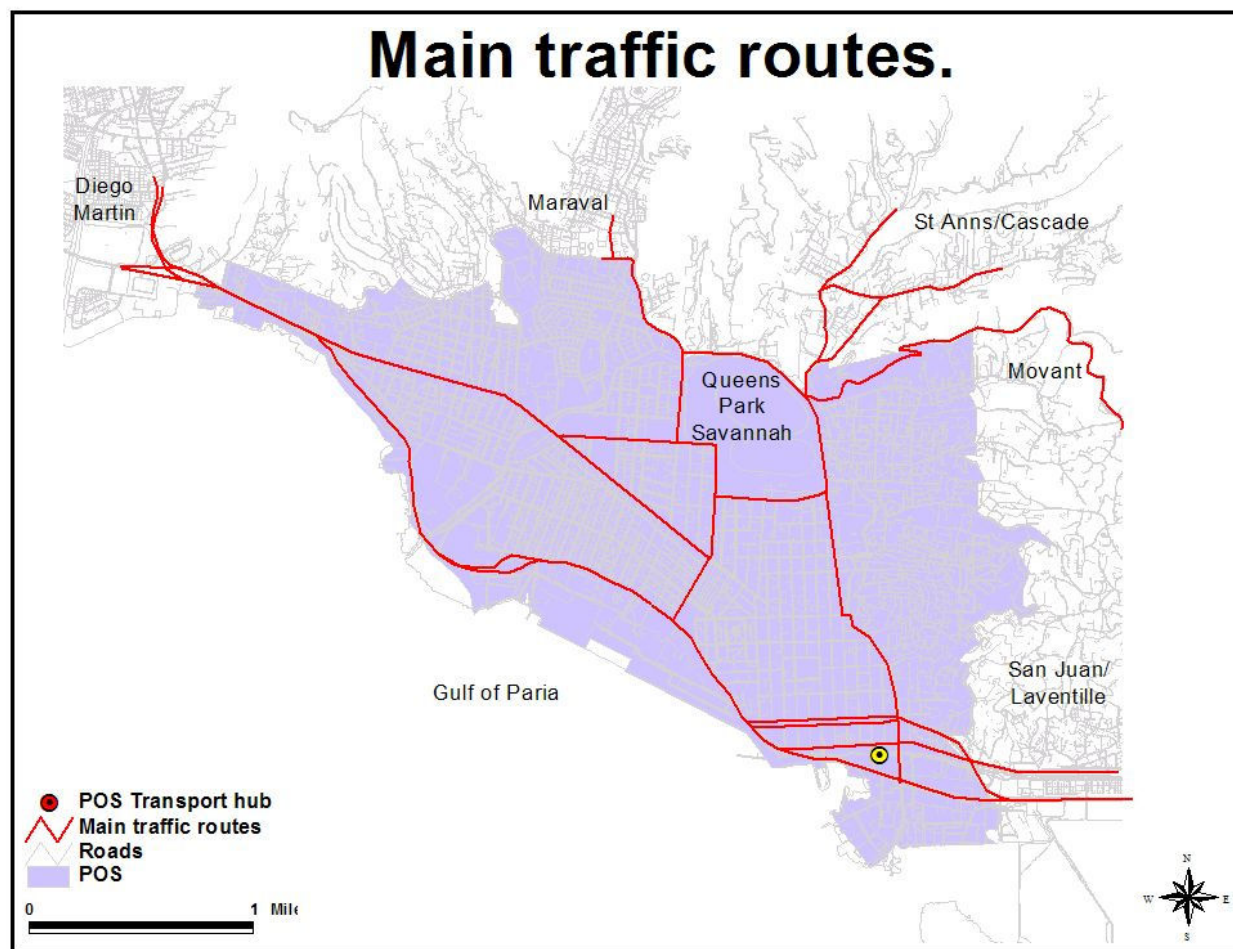 Main traffic routes.
Diego
Martin
Maraval
St Anns/Cascade
Queens
Park
Savannah
Movant
San Juan/
Laventille
Gulf of Paria
POS Transport hub
Main traffic routes
Roads
POS
0 1 Mile
N
W E
S